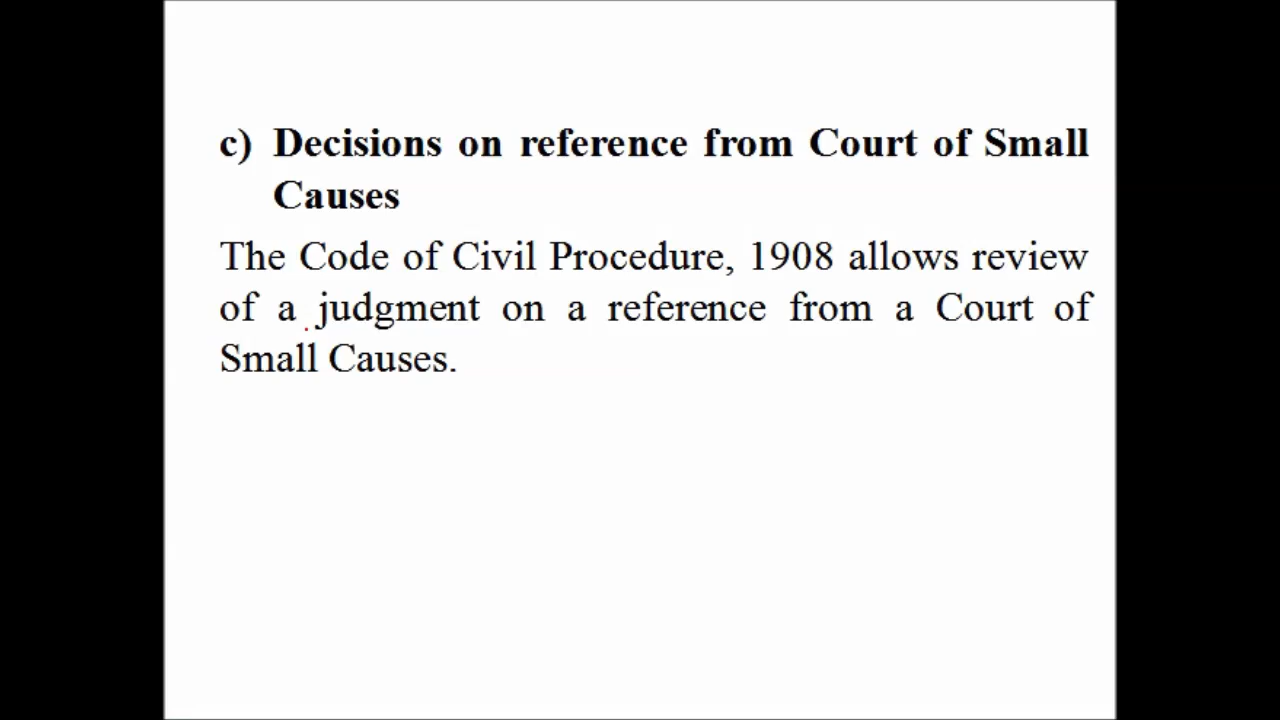 c) Decisions on reference from Court of Small
Causes
The Code of Civil Procedure, 1908 allows review
of a judgment on a reference from a Court of
Small Causes.